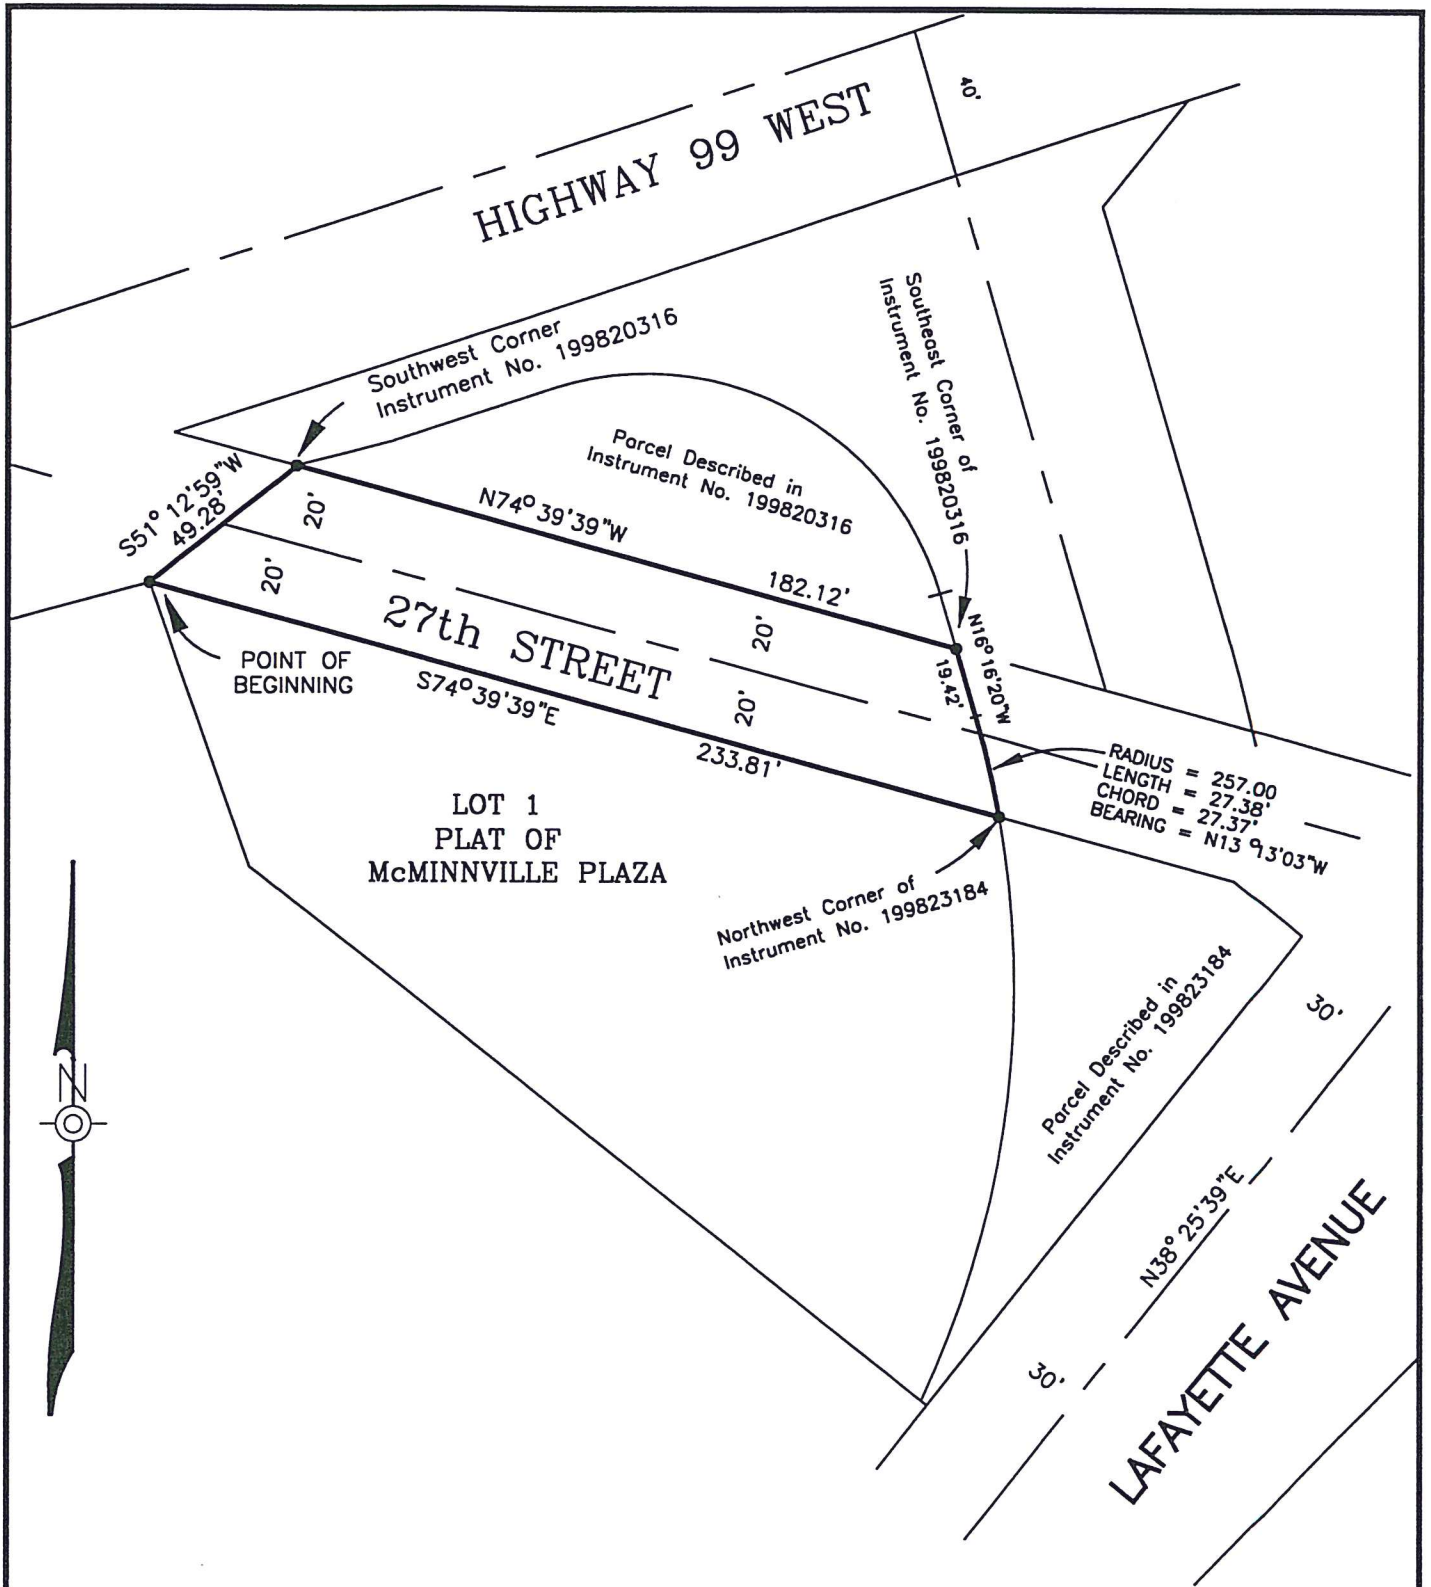 HIGHWAY 99 WEST
40'
Southwest Corner
Instrument No. 199820316
Southeast Corner of
Instrument No. 199820316
Parcel Described in
Instrument No. 199820316
S51° 12'59"W
49.28'
20'
20'
N74° 39'39"W
182.12'
27th STREET
20'
20'
N16° 16'20"W
19.42'
POINT OF
BEGINNING
S74° 39'39"E
233.81'
RADIUS = 257.00
LENGTH = 27.38'
CHORD = 27.37'
BEARING = N13 °13'03"W
LOT 1
PLAT OF
McMINNVILLE PLAZA
Northwest Corner of
Instrument No. 199823184
Parcel Described in
Instrument No. 199823184
30'
N
N38° 25'39"E
30'
LAFAYETTE AVENUE